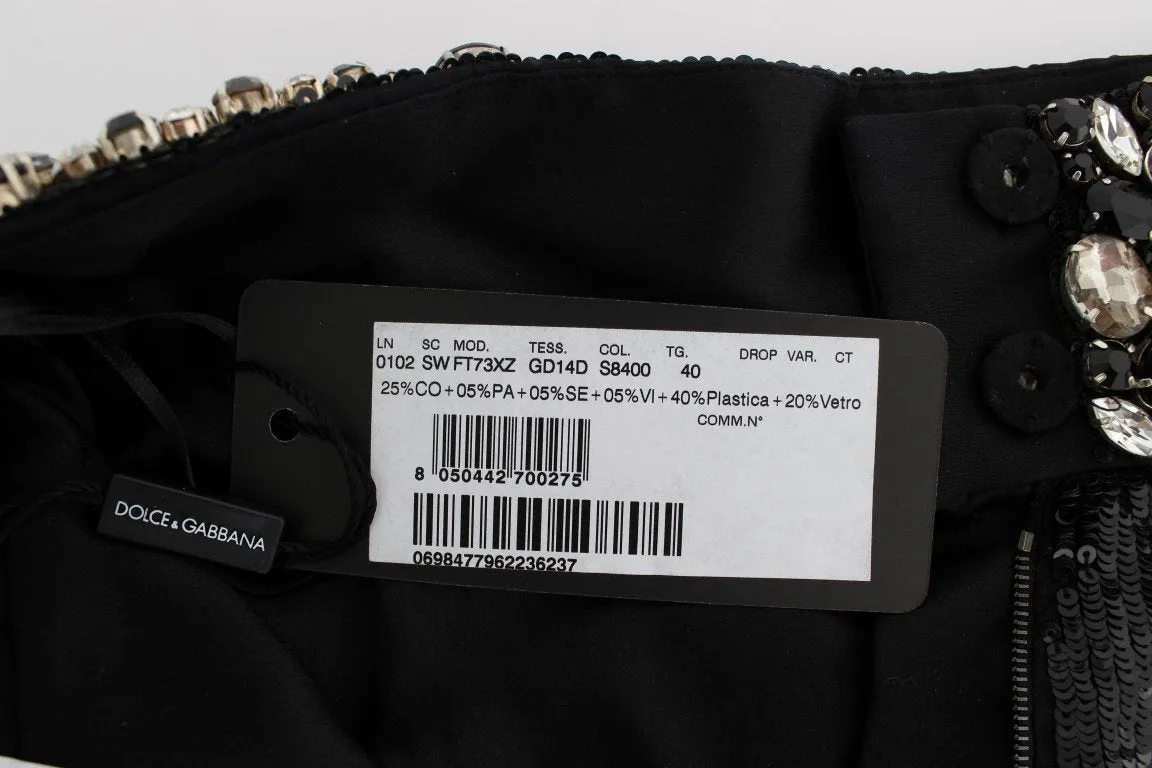 LN SC MOD. TESS. COL. TG. DROP VAR. CT
0102 SW FT73XZ GD14D S8400 40
25%CO+05%PA+05%SE+05%VI+40%Plastica+20%Vetro
COMM.N°
8 050442 700275
0698477962236237
DOLCE & GABBANA